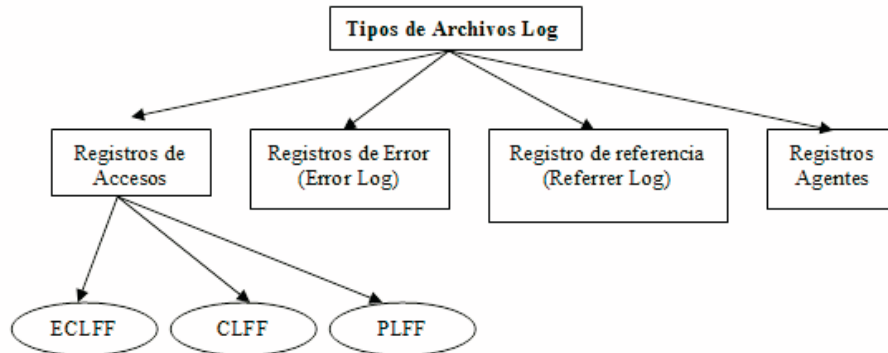 Tipos de Archivos Log
Registros de
Accesos
Registros de Error
(Error Log)
Registro de referencia
(Referrer Log)
Registros
Agentes
ECLFF
CLFF
PLFF